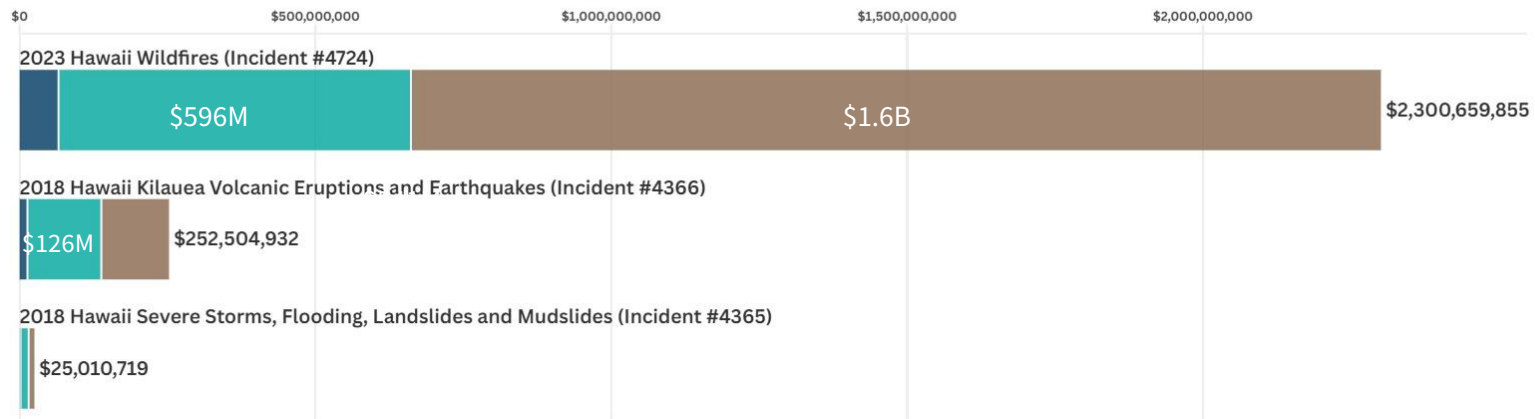 $0 $500,000,000 $1,000,000,000 $1,500,000,000 $2,000,000,000
2023 Hawaii Wildfires (Incident #4724)
$596M $1.6B $2,300,659,855
2018 Hawaii Kilauea Volcanic Eruptions and Earthquakes (Incident #4366)
$126M $252,504,932
2018 Hawaii Severe Storms, Flooding, Landslides and Mudslides (Incident #4365)
$25,010,719